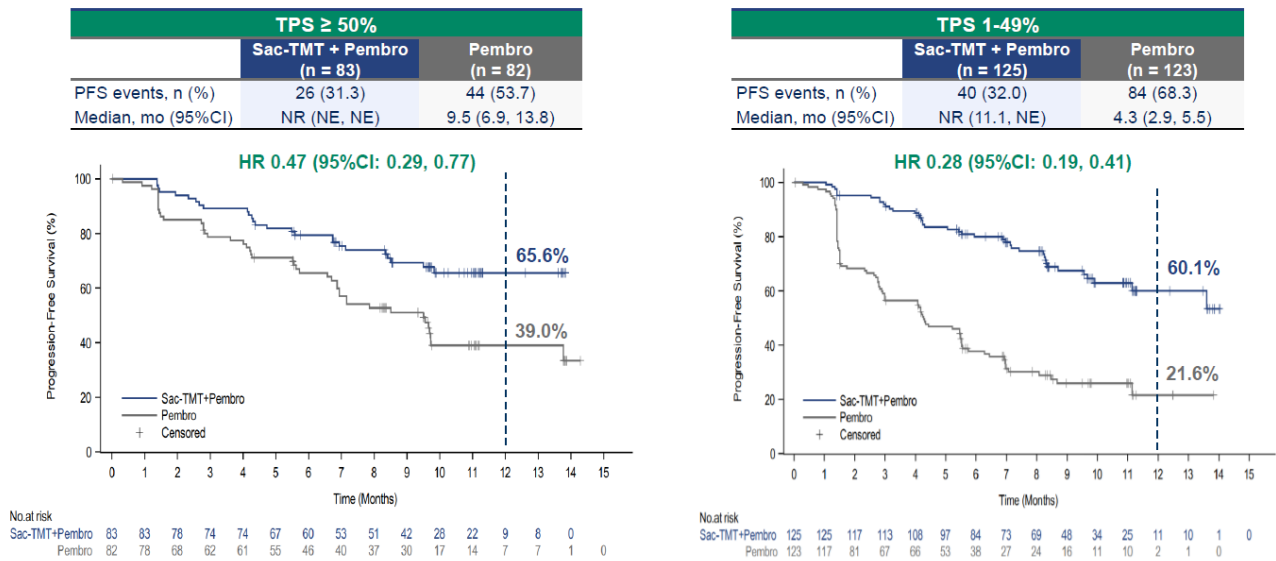 TPS ≥ 50%
Sac-TMT + Pembro (n = 83) Pembro (n = 82)
PFS events, n (%) 26 (31.3) 44 (53.7)
Median, mo (95%CI) NR (NE, NE) 9.5 (6.9, 13.8)
HR 0.47 (95%CI: 0.29, 0.77)
Progression-Free Survival (%)
100
80
60
40
20
0
65.6%
39.0%
Sac-TMT+Pembro
Pembro
Censored
0 1 2 3 4 5 6 7 8 9 10 11 12 13 14 15
Time (Months)
No.at risk
Sac-TMT+Pembro 83 83 78 74 74 67 60 53 51 42 28 22 9 8 0
Pembro 82 78 68 62 61 55 46 40 37 30 17 14 7 7 1 0
TPS 1-49%
Sac-TMT + Pembro (n = 125) Pembro (n = 123)
PFS events, n (%) 40 (32.0) 84 (68.3)
Median, mo (95%CI) NR (11.1, NE) 4.3 (2.9, 5.5)
HR 0.28 (95%CI: 0.19, 0.41)
Progression-Free Survival (%)
100
80
60
40
20
0
60.1%
21.6%
Sac-TMT+Pembro
Pembro
Censored
0 1 2 3 4 5 6 7 8 9 10 11 12 13 14 15
Time (Months)
No.at risk
Sac-TMT+Pembro 125 125 117 113 108 97 84 73 69 48 34 25 11 10 1 0
Pembro 123 117 81 67 66 53 38 27 24 16 11 10 2 1 0